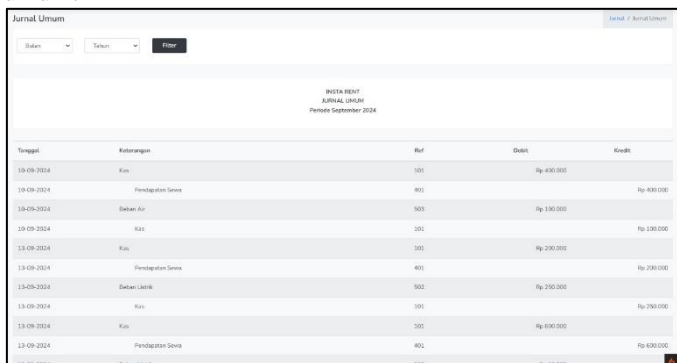 Jurnal Umum
Jurnal / Jurnal Umum
Bulan Tahun Filter
INSTA RENT
JURNAL UMUM
Periode September 2024
Tanggal Keterangan Ref Debit Kredit
10-09-2024 Kas 101 Rp 400.000
10-09-2024 Pendapatan Sewa 401 Rp 400.000
10-09-2024 Beban Air 503 Rp 100.000
10-09-2024 Kas 101 Rp 100.000
13-09-2024 Kas 101 Rp 200.000
13-09-2024 Pendapatan Sewa 401 Rp 200.000
13-09-2024 Beban Listrik 502 Rp 250.000
13-09-2024 Kas 101 Rp 250.000
13-09-2024 Kas 101 Rp 600.000
13-09-2024 Pendapatan Sewa 401 Rp 600.000